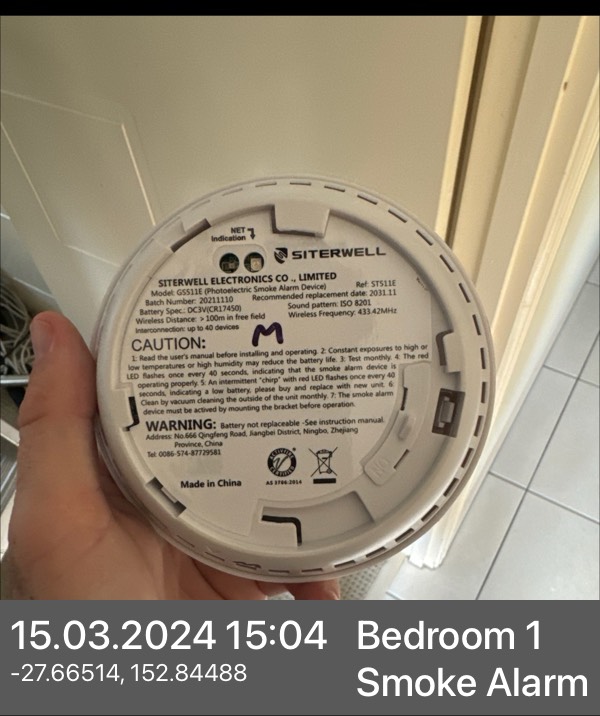 NET
Indication
SITERWELL
SITERWELL ELECTRONICS CO ., LIMITED
Model: GS511E (Photoelectric Smoke Alarm Device)
Ref: STS11E
Batch Number: 20211110
Recommended replacement date: 2031.11
Battery Spec.: DC3V(CR17450)
Sound pattern: ISO 8201
Wireless Distance: >100m in free field
Wireless Frequency: 433.42MHz
Interconnection: up to 40 devices
M
CAUTION:
1: Read the user's manual before installing and operating. 2: Constant exposures to high or
low temperatures or high humidity may reduce the battery life. 3: Test monthly. 4: The red
LED flashes once every 40 seconds, indicating that the smoke alarm device is
operating properly. 5: An intermittent "chirp" with red LED flashes once every 40
seconds, indicating a low battery, please buy and replace with new unit. 6:
Clean by vacuum cleaning the outside of the unit monthly. 7: The smoke alarm
device must be actived by mounting the bracket before operation.
WARNING: Battery not replaceable -See instruction manual.
Address: No.666 Qingfeng Road, Jiangbei District, Ningbo, Zhejiang
Province, China
Tel: 0086-574-87729581
Made in China
AS 3786:2014
15.03.2024 15:04
-27.66514, 152.84488
Bedroom 1
Smoke Alarm